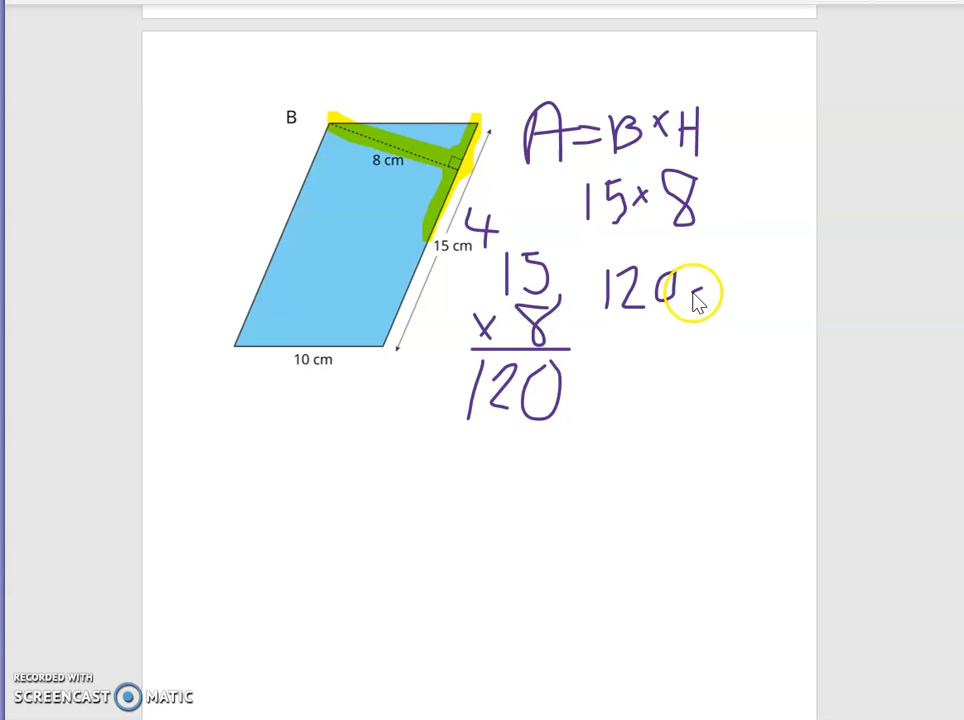 B
8 cm
15 cm
10 cm
A=B×H
15×8
4
15
× 8
120
120
RECORDED WITH
SCREENCAST MATIC